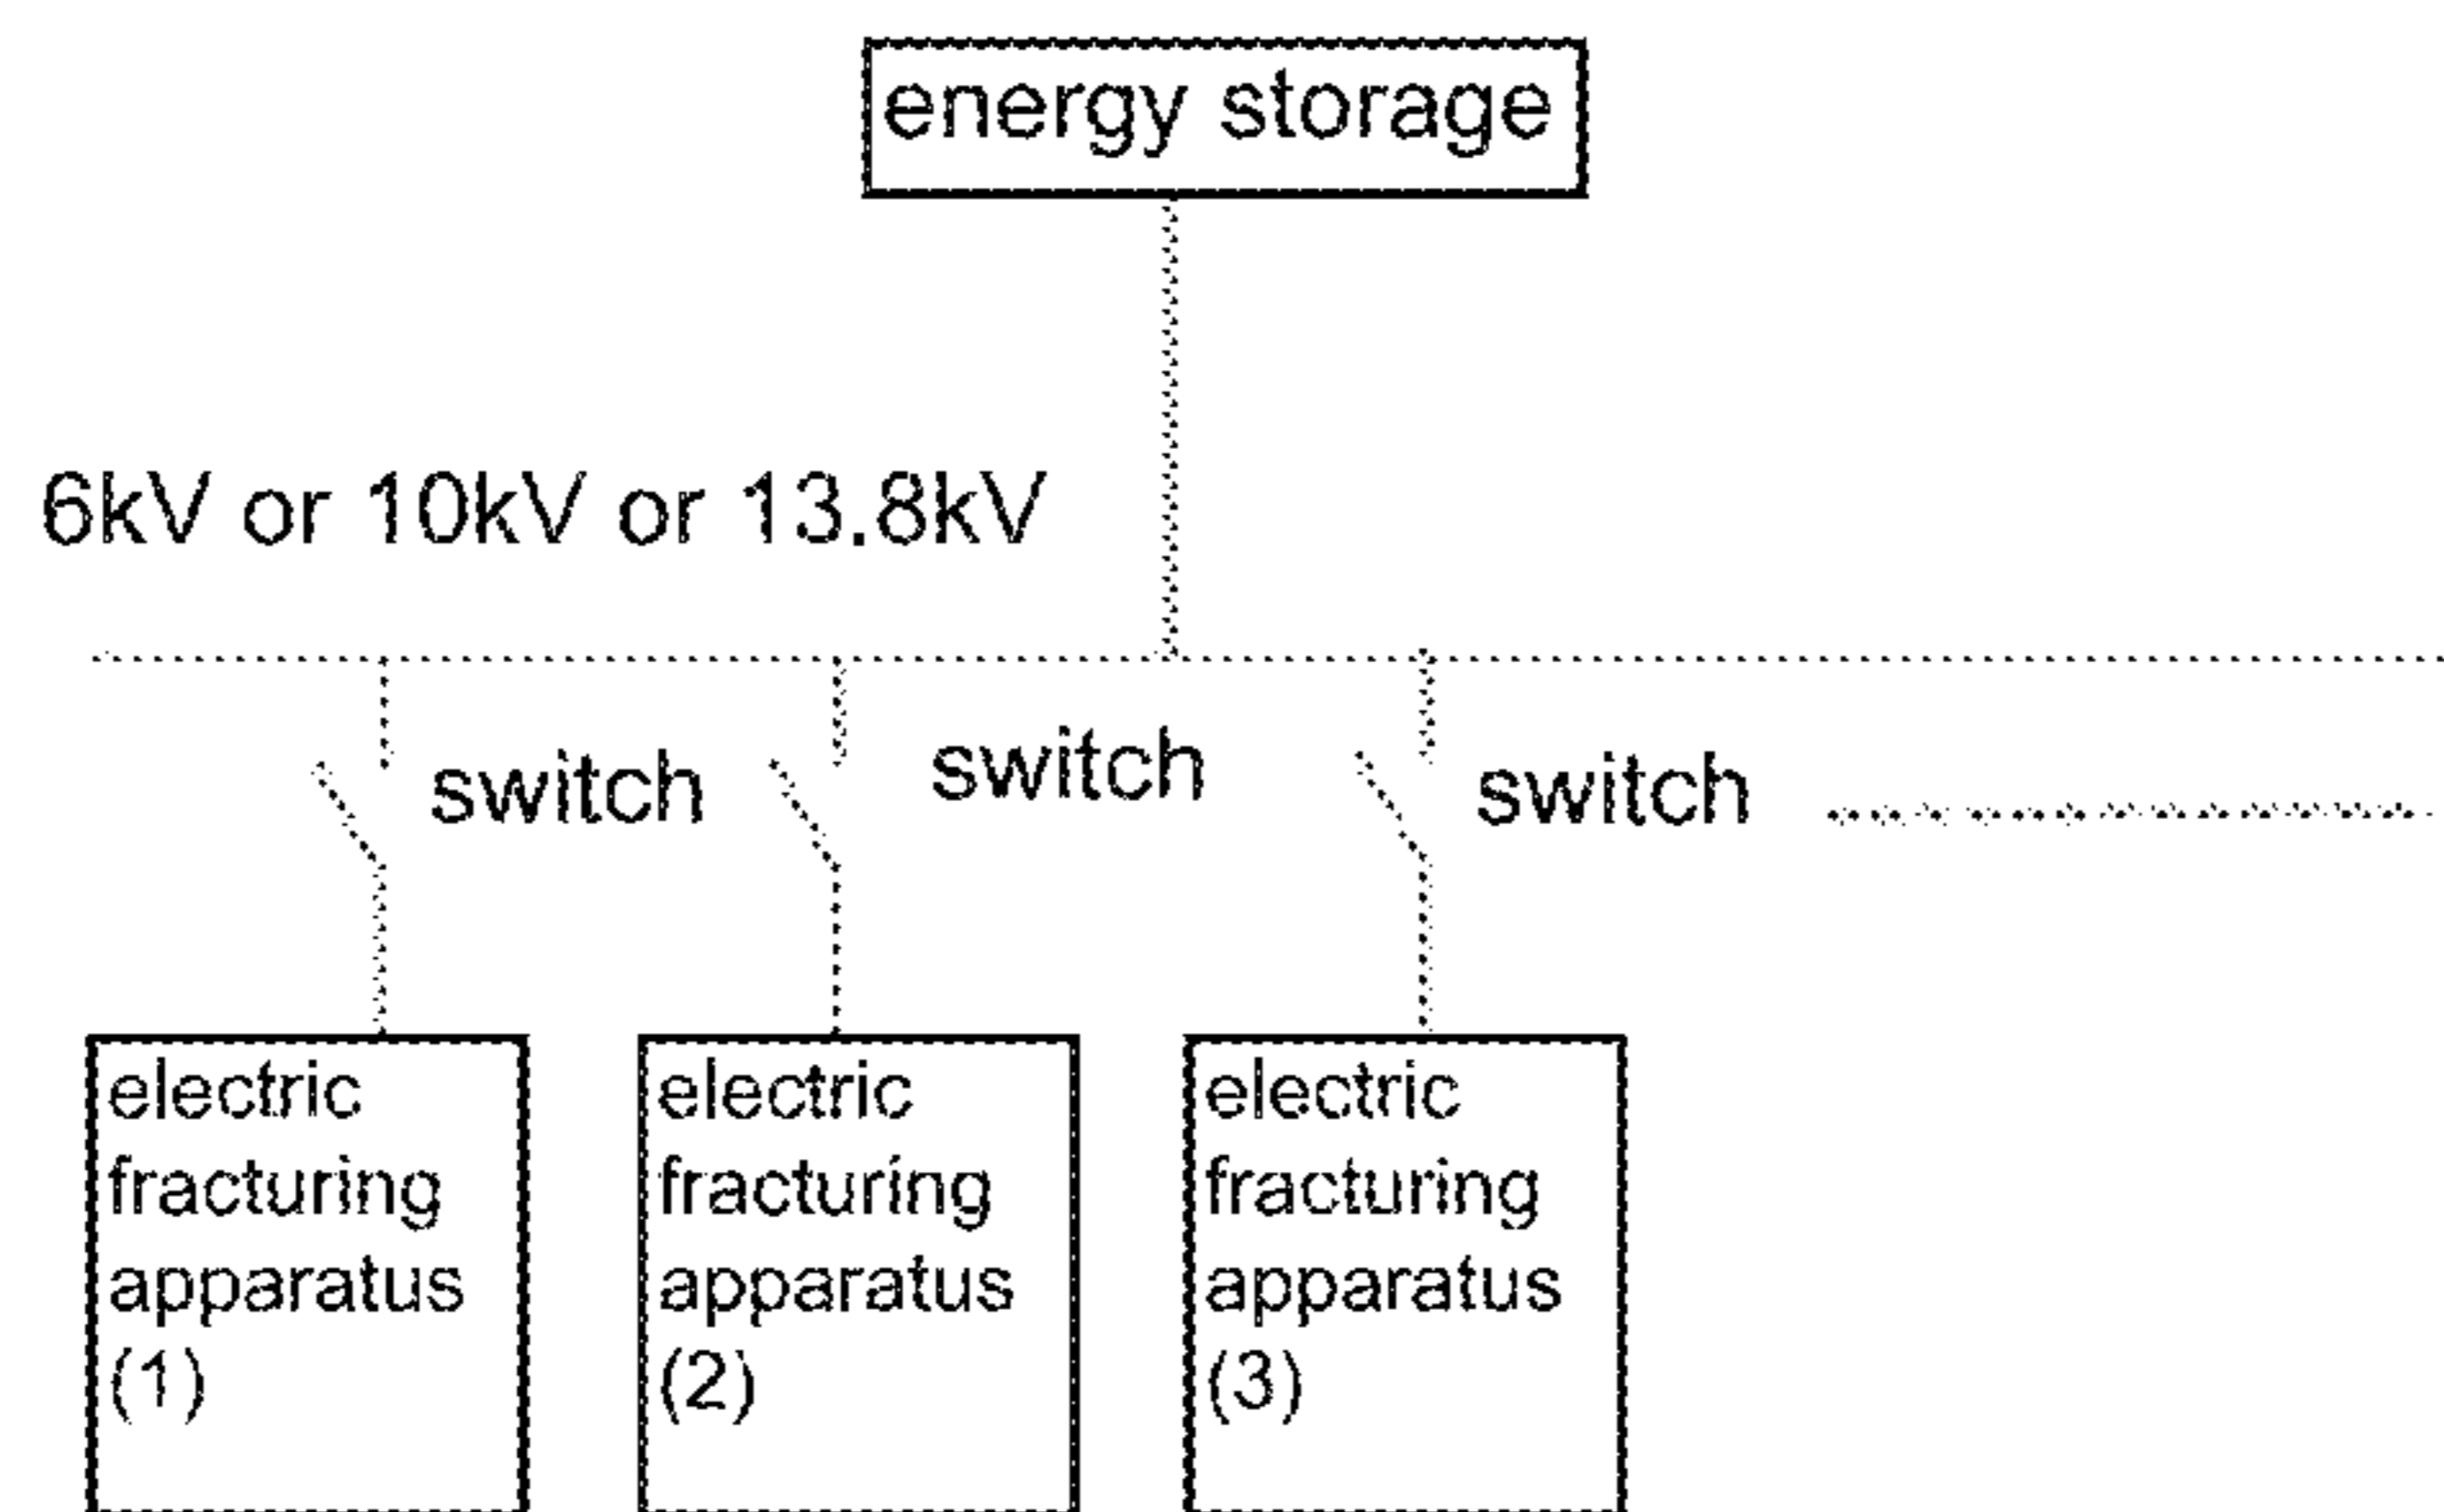 energy storage
6kV or 10kV or 13.8kV
switch
switch
switch
electric
fracturing
apparatus
(1)
electric
fracturing
apparatus
(2)
electric
fracturing
apparatus
(3)